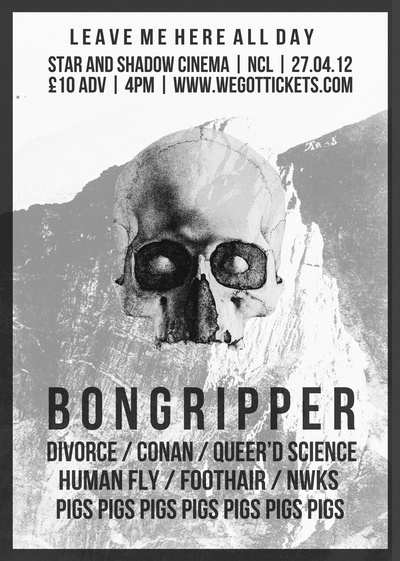 LEAVE ME HERE ALL DAY
STAR AND SHADOW CINEMA | NCL | 27.04.12
£10 ADV | 4PM | WWW.WEGOTTICKETS.COM
BONGRIPPER
DIVORCE / CONAN / QUEER'D SCIENCE
HUMAN FLY / FOOTHAIR / NWKS
PIGS PIGS PIGS PIGS PIGS PIGS PIGS